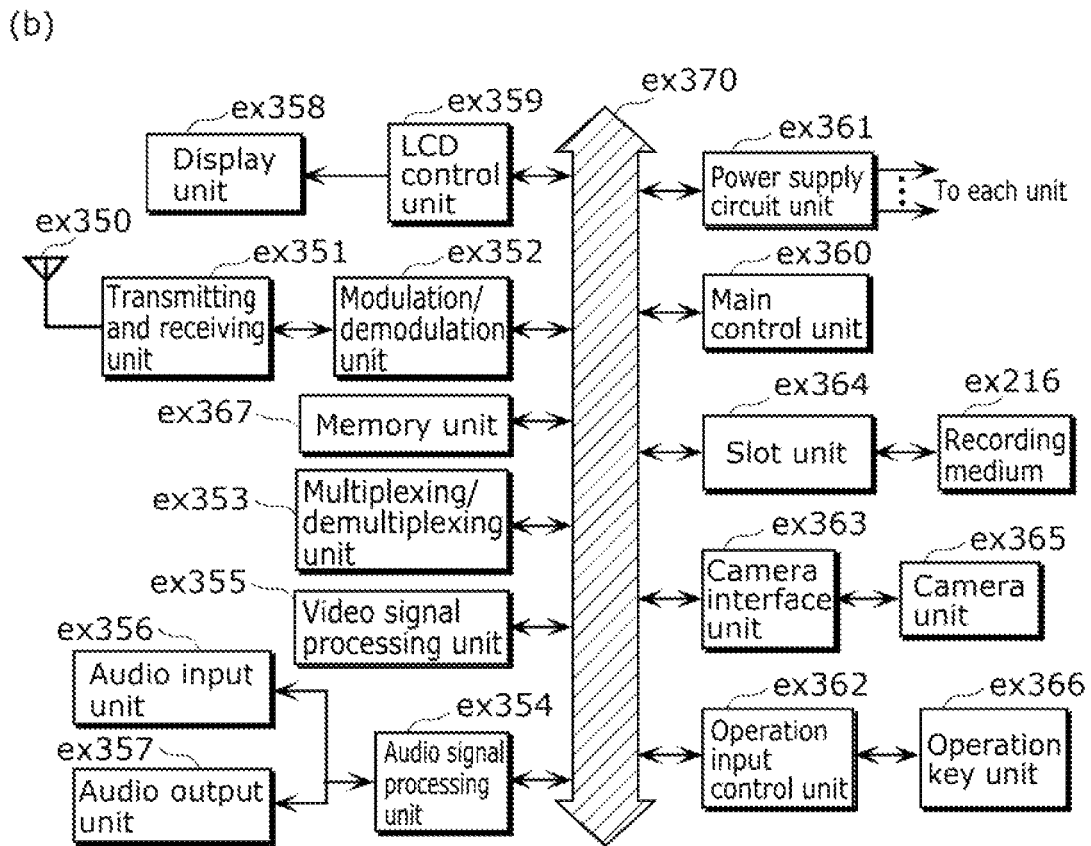 (b)
ex370
ex358
ex359
ex361
Display
unit
LCD
control
unit
Power supply
circuit unit
To each unit
ex350
ex351
ex352
ex360
Transmitting
and receiving
unit
Modulation/
demodulation
unit
Main
control unit
ex367
Memory unit
ex364
ex216
Slot unit
Recording
medium
ex353
Multiplexing/
demultiplexing
unit
ex363
ex365
Camera
interface
unit
Camera
unit
ex355
Video signal
processing unit
ex356
Audio input
unit
ex354
ex362
ex366
ex357
Audio output
unit
Audio signal
processing
unit
Operation
input
control unit
Operation
key unit